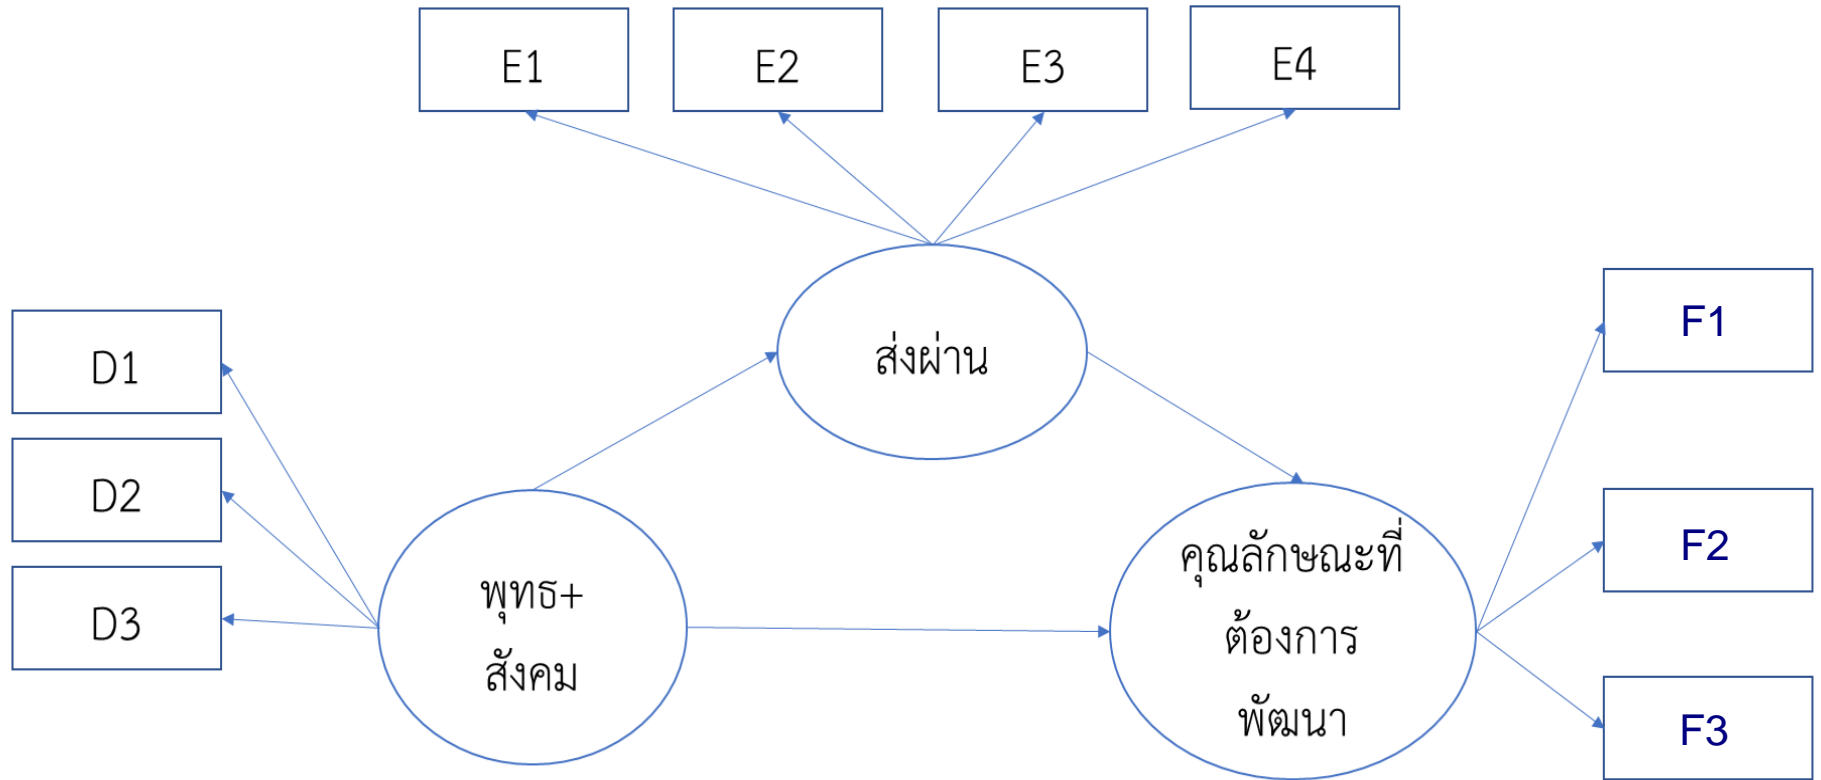 E1
E2
E3
E4
ส่งผ่าน
D1
D2
D3
พุทธ+
สังคม
คุณลักษณะที่
ต้องการ
พัฒนา
F1
F2
F3